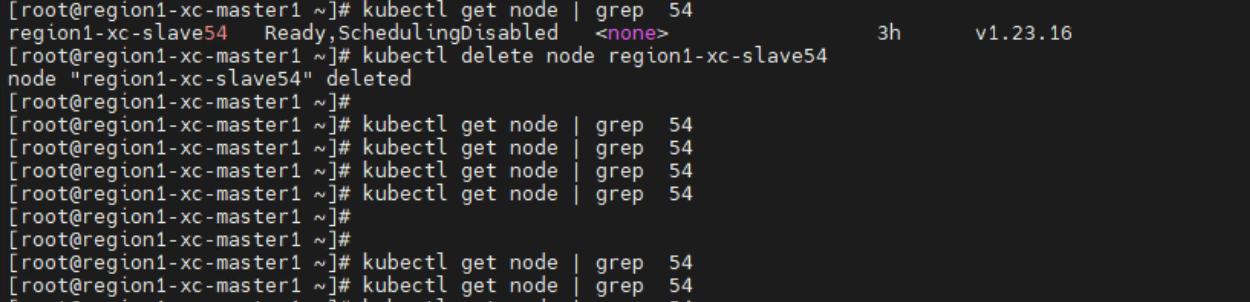 [root@region1-xc-master1 ~]# kubectl get node | grep  54
region1-xc-slave54   Ready,SchedulingDisabled   <none>                 3h      v1.23.16
[root@region1-xc-master1 ~]# kubectl delete node region1-xc-slave54
node "region1-xc-slave54" deleted
[root@region1-xc-master1 ~]#
[root@region1-xc-master1 ~]# kubectl get node | grep  54
[root@region1-xc-master1 ~]# kubectl get node | grep  54
[root@region1-xc-master1 ~]# kubectl get node | grep  54
[root@region1-xc-master1 ~]# kubectl get node | grep  54
[root@region1-xc-master1 ~]#
[root@region1-xc-master1 ~]#
[root@region1-xc-master1 ~]# kubectl get node | grep  54
[root@region1-xc-master1 ~]# kubectl get node | grep  54